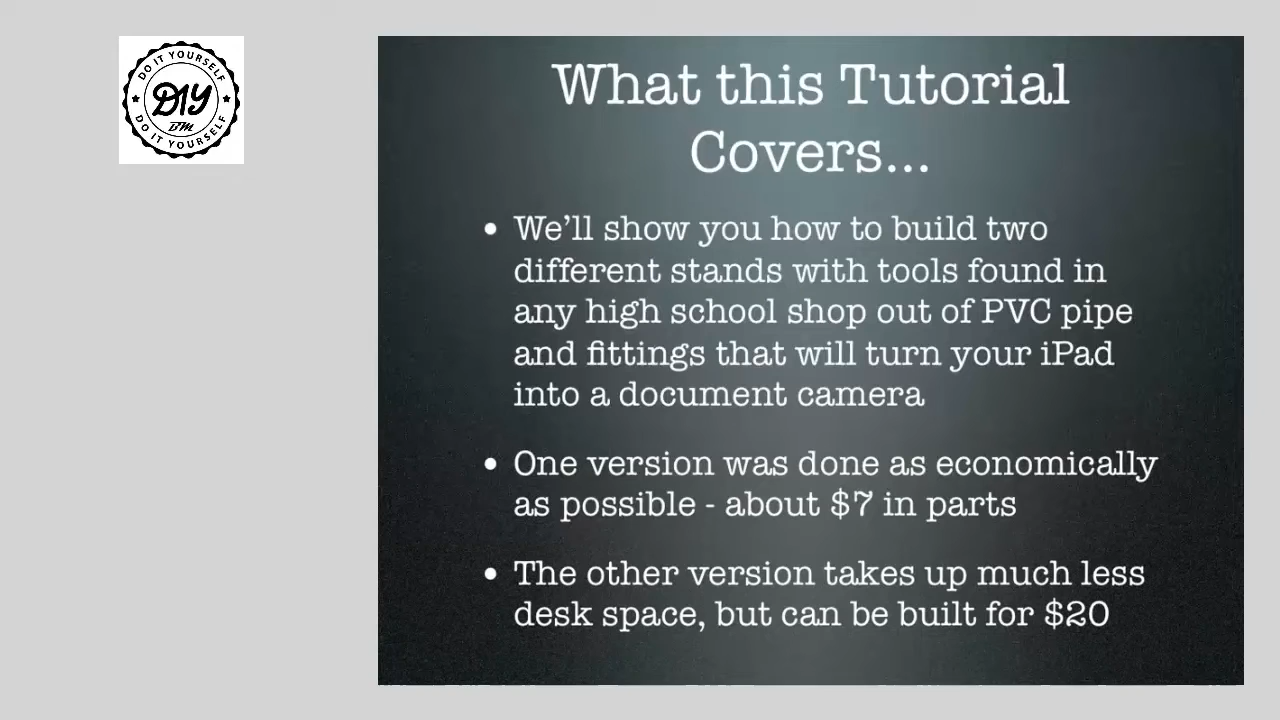 DO IT YOURSELF
DIY
BM
DO IT YOURSELF
What this Tutorial
Covers...
• We’ll show you how to build two
different stands with tools found in
any high school shop out of PVC pipe
and fittings that will turn your iPad
into a document camera
• One version was done as economically
as possible - about $7 in parts
• The other version takes up much less
desk space, but can be built for $20